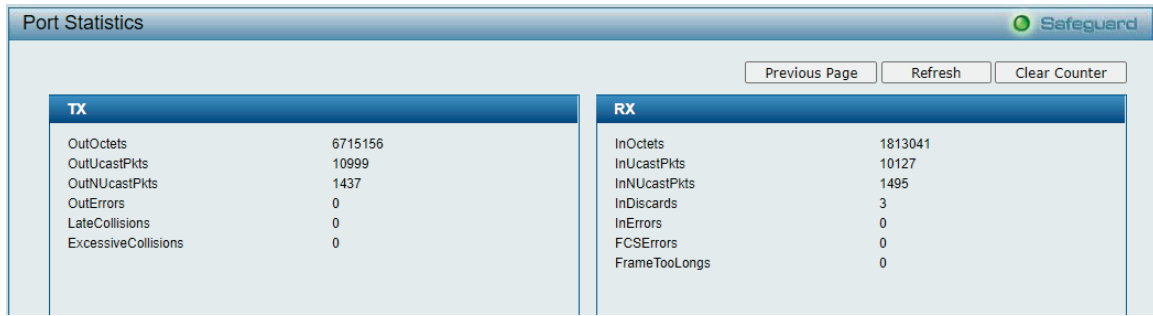 Port Statistics
Safeguard
Previous Page Refresh Clear Counter
TX
OutOctets 6715156
OutUcastPkts 10999
OutNUcastPkts 1437
OutErrors 0
LateCollisions 0
ExcessiveCollisions 0
RX
InOctets 1813041
InUcastPkts 10127
InNUcastPkts 1495
InDiscards 3
InErrors 0
FCSErrors 0
FrameTooLongs 0